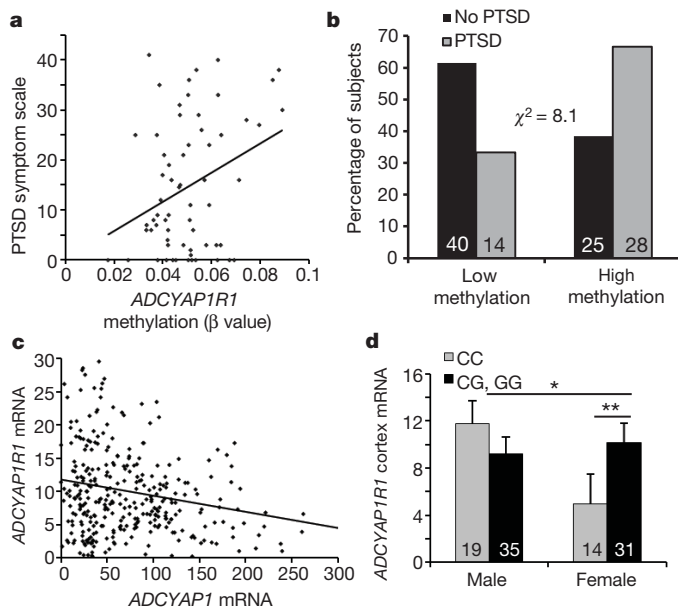 a
PTSD symptom scale
40
30
20
10
0
0 0.02 0.04 0.06 0.08 0.1
ADCYAP1R1
methylation (β value)
b
No PTSD
PTSD
Percentage of subjects
70
60
50
40
30
20
10
0
χ² = 8.1
40 14 25 28
Low methylation
High methylation
c
ADCYAP1R1 mRNA
30
25
20
15
10
5
0
0 50 100 150 200 250 300
ADCYAP1 mRNA
d
CC
CG, GG
ADCYAP1R1 cortex mRNA
16
12
8
4
0
*
**
19 35 14 31
Male Female